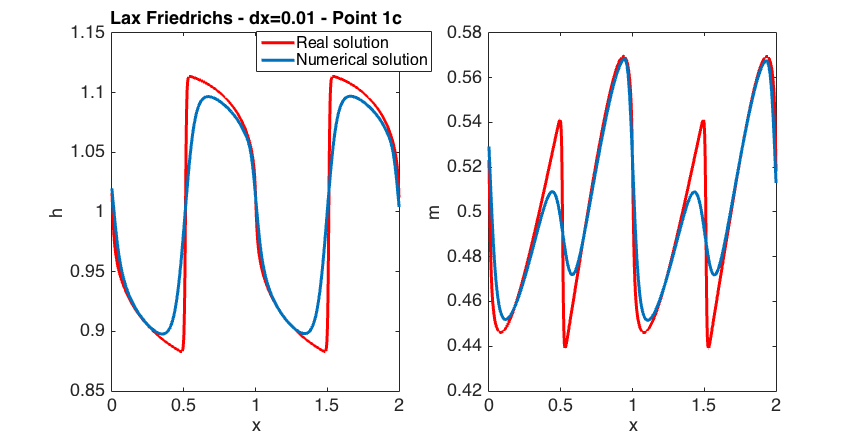 Lax Friedrichs - dx=0.01 - Point 1c
Real solution
Numerical solution
1.15
1.1
1.05
1
0.95
0.9
0.85
h
0 0.5 1 1.5 2
x
0.58
0.56
0.54
0.52
0.5
0.48
0.46
0.44
0.42
m
0 0.5 1 1.5 2
x